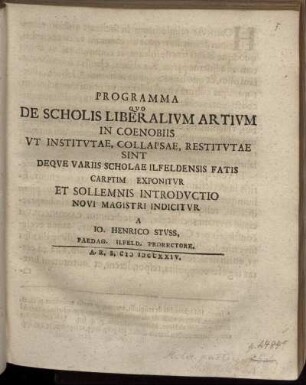 PROGRAMMA
QVO
DE SCHOLIS LIBERALIVM ARTIVM
IN COENOBIIS
VT INSTITVTAE, COLLAPSAE, RESTITVTAE
SINT
DEQVE VARIIS SCHOLAE ILFELDENSIS FATIS
CARPTIM EXPONITVR
ET SOLLEMNIS INTRODVCTIO
NOVI MAGISTRI INDICITVR
A
IO. HENRICO STVSS,
PAEDAG. ILFELD. PRORECTORE.
A. R. S. CIƆ IƆCCXXIV.